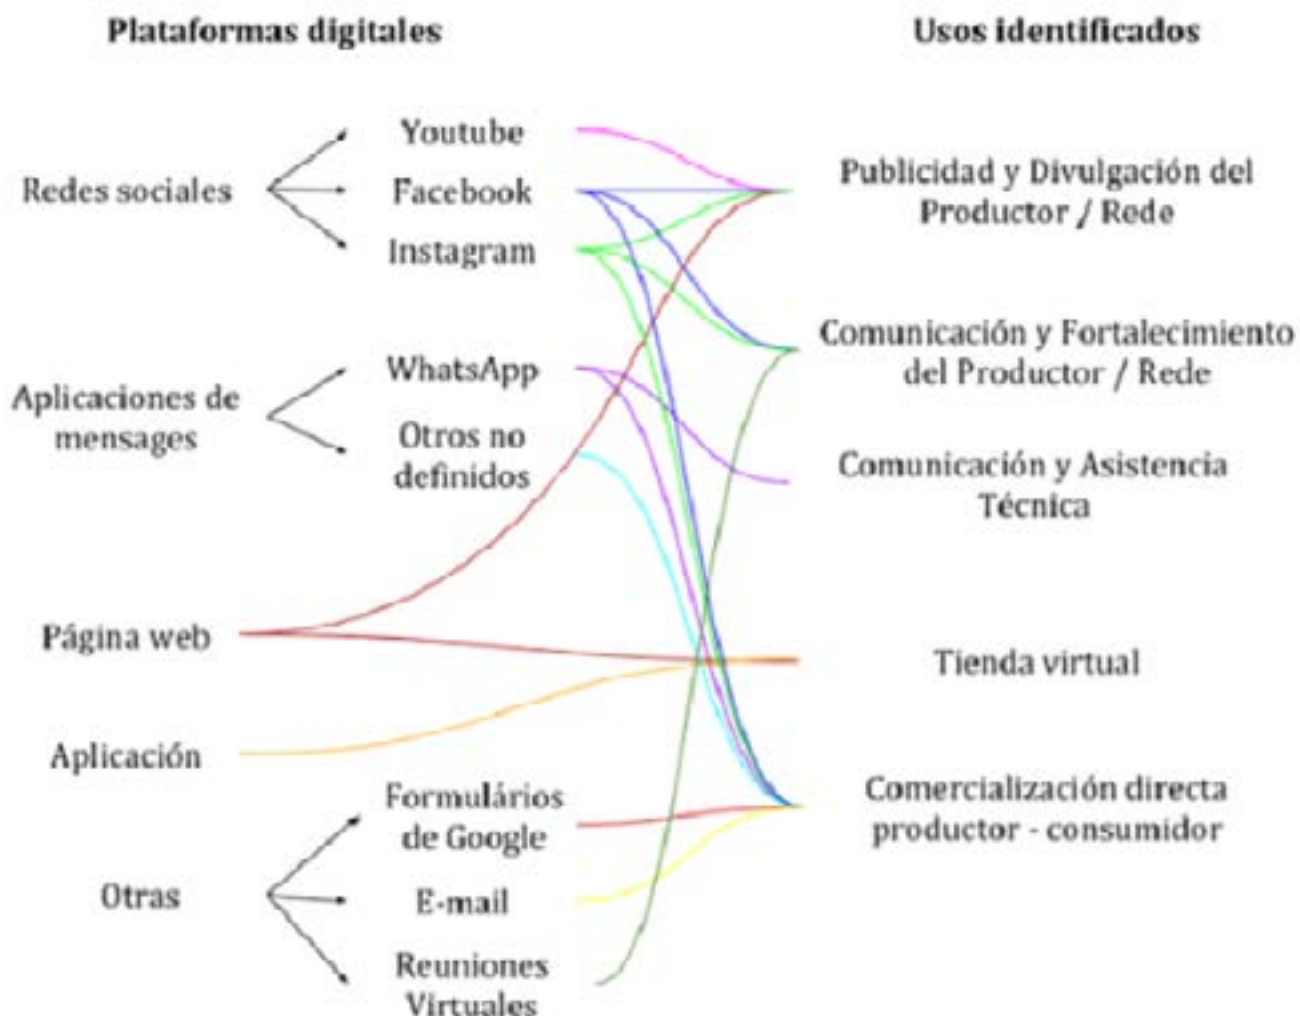 Plataformas digitales
Usos identificados
Redes sociales
Youtube
Facebook
Instagram
Aplicaciones de
mensages
WhatsApp
Otros no
definidos
Página web
Aplicación
Otras
Formulários
de Google
E-mail
Reuniones
Virtuales
Publicidad y Divulgación del
Productor / Rede
Comunicación y Fortalecimiento
del Productor / Rede
Comunicación y Asistencia
Técnica
Tienda virtual
Comercialización directa
productor - consumidor